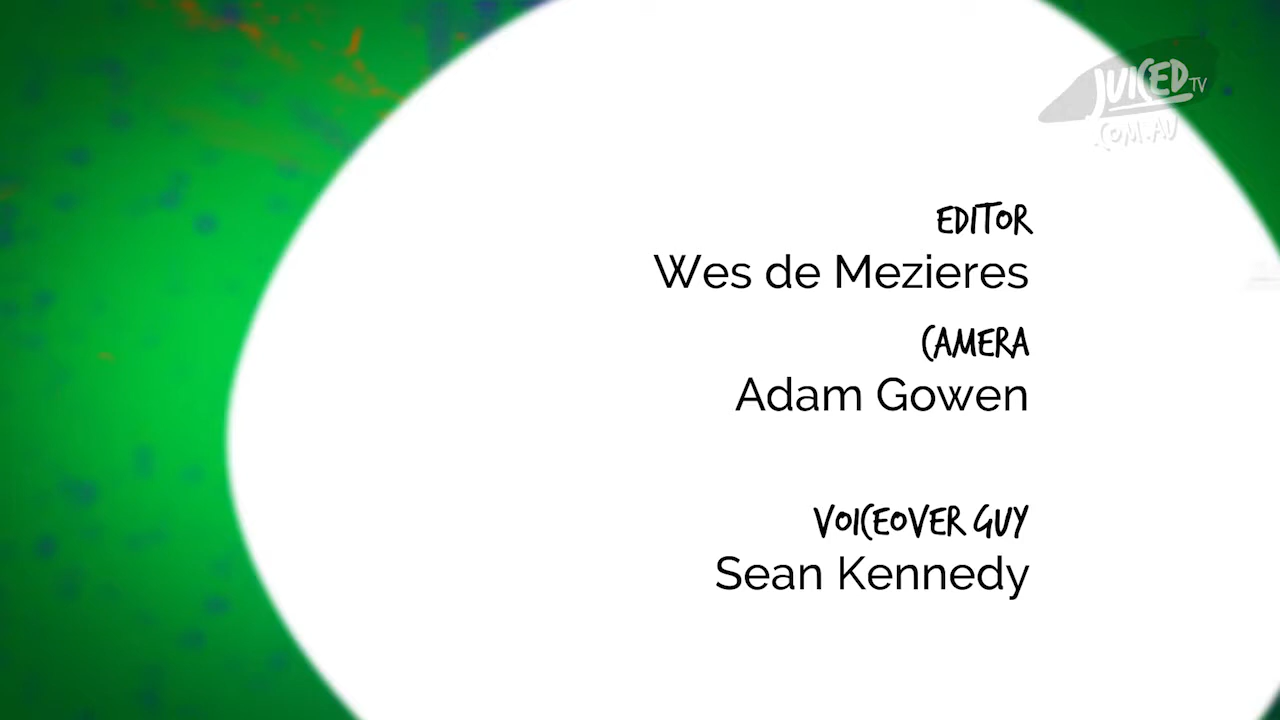 JUICED TV
.COM.AU
EDITOR
Wes de Mezieres
CAMERA
Adam Gowen
VOICEOVER GUY
Sean Kennedy